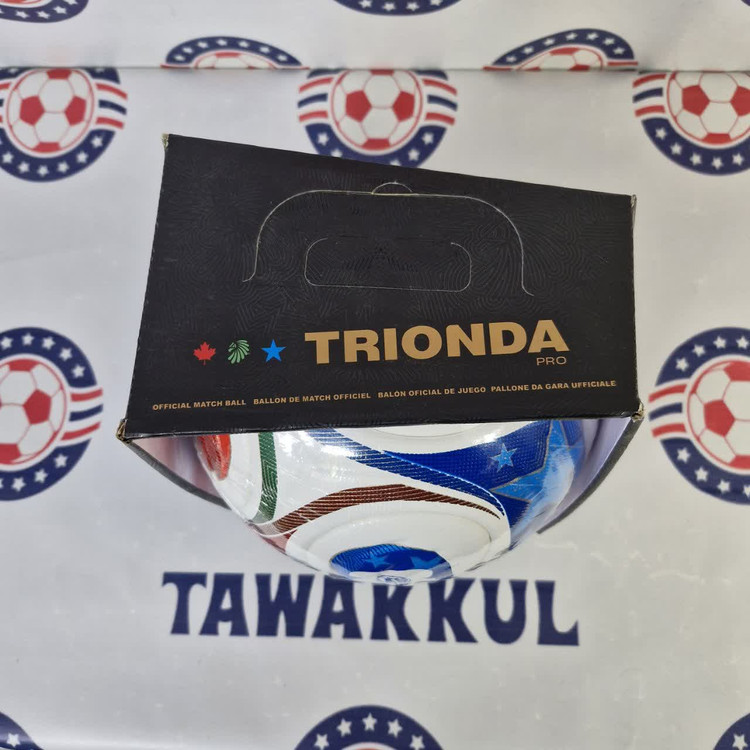 TRIONDA
PRO
OFFICIAL MATCH BALL BALLON DE MATCH OFFICIEL BALÓN OFICIAL DE JUEGO PALLONE DA GARA UFFICIALE
TAWAKKUL